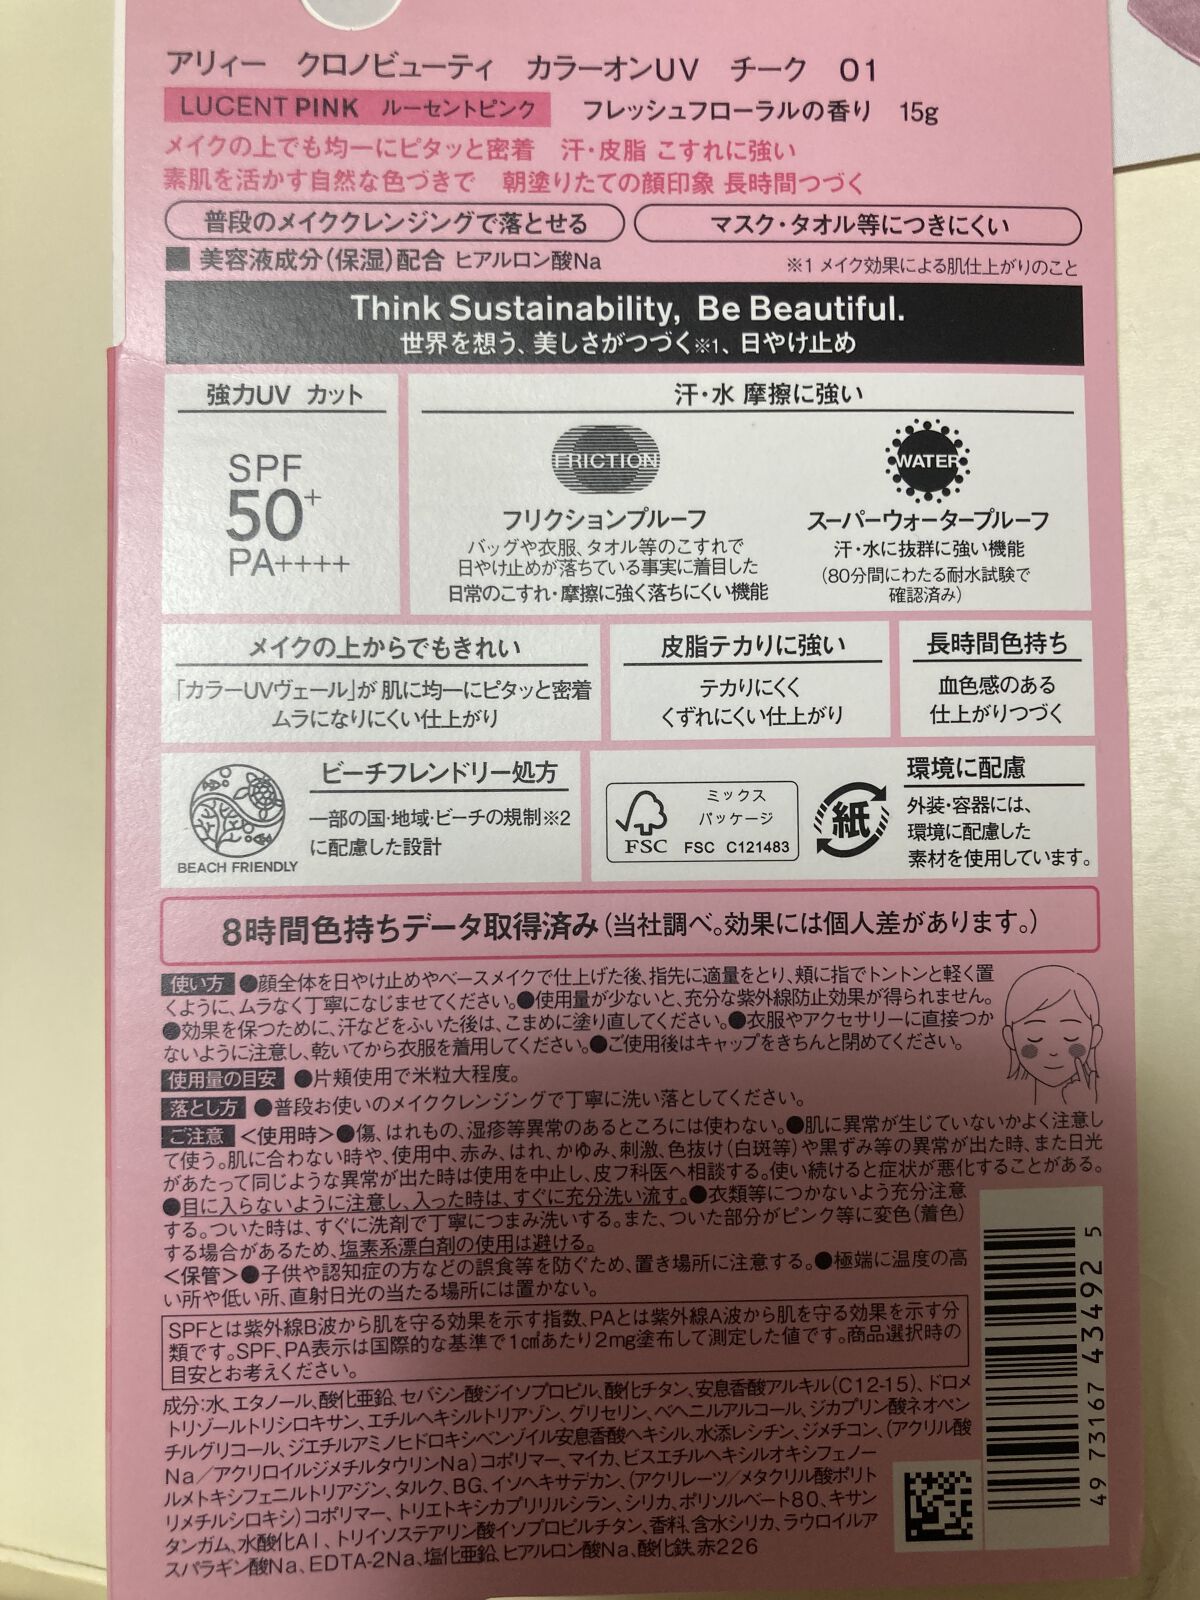 アリィー クロノビューティ カラーオンUV チーク 01
LUCENT PINK ルーセントピンク フレッシュフローラルの香り 15g
メイクの上でも均一にピタッと密着 汗・皮脂 こすれに強い
素肌を活かす自然な色づきで 朝塗りたての顔印象 長時間つづく
普段のメイククレンジングで落とせる マスク・タオル等につきにくい
■ 美容液成分(保湿)配合 ヒアルロン酸Na ※1 メイク効果による肌仕上がりのこと
Think Sustainability, Be Beautiful.
世界を想う、美しさがつづく※1、日やけ止め
強力UV カット
SPF
50+
PA++++
汗・水 摩擦に強い
FRICTION
フリクションプルーフ
バッグや衣服、タオル等のこすれで
日やけ止めが落ちている事実に着目した
日常のこすれ・摩擦に強く落ちにくい機能
WATER
スーパーウォータープルーフ
汗・水に抜群に強い機能
(80分間にわたる耐水試験で
確認済み)
メイクの上からでもきれい
「カラーUVヴェール」が 肌に均一にピタッと密着
ムラになりにくい仕上がり
皮脂テカりに強い
テカりにくく
くずれにくい仕上がり
長時間色持ち
血色感のある
仕上がりつづく
BEACH FRIENDLY
ビーチフレンドリー処方
一部の国・地域・ビーチの規制※2
に配慮した設計
FSC
ミックス
パッケージ
FSC C121483
紙
環境に配慮
外装・容器には、
環境に配慮した
素材を使用しています。
8時間色持ちデータ取得済み(当社調べ。効果には個人差があります。)
使い方 ●顔全体を日やけ止めやベースメイクで仕上げた後、指先に適量をとり、頬に指でトントンと軽く置
くように、ムラなく丁寧になじませてください。●使用量が少ないと、充分な紫外線防止効果が得られません。
●効果を保つために、汗などをふいた後は、こまめに塗り直してください。●衣服やアクセサリーに直接つか
ないように注意し、乾いてから衣服を着用してください。●ご使用後はキャップをきちんと閉めてください。
使用量の目安 ●片頬使用で米粒大程度。
落とし方 ●普段お使いのメイククレンジングで丁寧に洗い落としてください。
ご注意 <使用時>●傷、はれもの、湿疹等異常のあるところには使わない。●肌に異常が生じていないかよく注意し
て使う。肌に合わない時や、使用中、赤み、はれ、かゆみ、刺激、色抜け(白斑等)や黒ずみ等の異常が出た時、また日光
があたって同じような異常が出た時は使用を中止し、皮フ科医へ相談する。使い続けると症状が悪化することがある。
●目に入らないように注意し、入った時は、すぐに充分洗い流す。●衣類等につかないよう充分注意
する。ついた時は、すぐに洗剤で丁寧につまみ洗いする。また、ついた部分がピンク等に変色(着色)
する場合があるため、塩素系漂白剤の使用は避ける。
<保管>●子供や認知症の方などの誤食等を防ぐため、置き場所に注意する。●極端に温度の高
い所や低い所、直射日光の当たる場所には置かない。
SPFとは紫外線B波から肌を守る効果を示す指数、PAとは紫外線A波から肌を守る効果を示す分
類です。SPF、PA表示は国際的な基準で1㎠あたり2mg塗布して測定した値です。商品選択時の
目安とお考えください。
成分:水、エタノール、酸化亜鉛、セバシン酸ジイソプロピル、酸化チタン、安息香酸アルキル(C12-15)、ドロメ
トリゾールトリシロキサン、エチルヘキシルトリアゾン、グリセリン、ベヘニルアルコール、ジカプリン酸ネオペン
チルグリコール、ジエチルアミノヒドロキシベンゾイル安息香酸ヘキシル、水添レシチン、ジメチコン、(アクリル酸
Na/アクリロイルジメチルタウリンNa)コポリマー、マイカ、ビスエチルヘキシルオキシフェノー
ルメトキシフェニルトリアジン、タルク、BG、イソヘキサデカン、(アクリレーツ/メタクリル酸ポリト
リメチルシロキシ)コポリマー、トリエトキシカプリリルシラン、シリカ、ポリソルベート80、キサン
タンガム、水酸化Al、トリイソステアリン酸イソプロピルチタン、香料、含水シリカ、ラウロイルア
スパラギン酸Na、EDTA-2Na、塩化亜鉛、ヒアルロン酸Na、酸化鉄、赤226
49 73167 43492 5